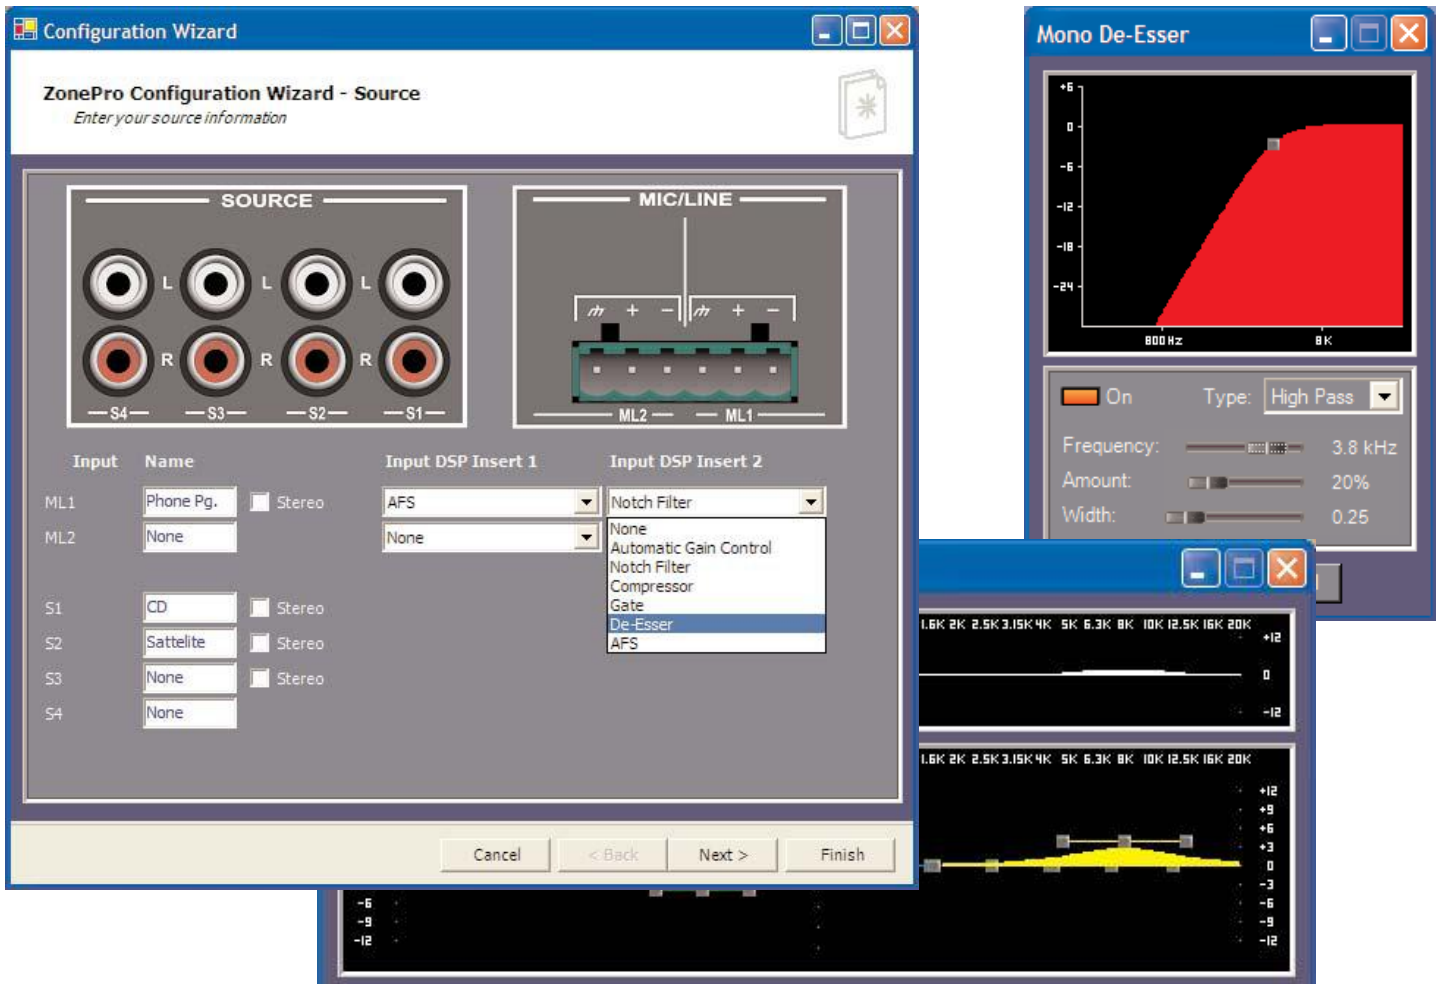 Configuration Wizard
ZonePro Configuration Wizard - Source
Enter your source information
SOURCE
L L L
R R R
S4 S3 S2 S1
MIC/LINE
+ - + -
ML2 ML1
Input Name Input DSP Insert 1 Input DSP Insert 2
ML1 Phone Pg. Stereo AFS Notch Filter
ML2 None None
None
Automatic Gain Control
Notch Filter
Compressor
Gate
De-Esser
AFS
S1 CD Stereo
S2 Sattelite Stereo
S3 None Stereo
S4 None
Cancel < Back Next > Finish
Mono De-Esser
+6
0
-6
-12
-18
-24
800Hz 8K
On Type: High Pass
Frequency: 3.8 kHz
Amount: 20%
Width: 0.25
1.6K 2K 2.5K 3.15K 4K 5K 6.3K 8K 10K 12.5K 16K 20K
+12
0
-12
1.6K 2K 2.5K 3.15K 4K 5K 6.3K 8K 10K 12.5K 16K 20K
+12
+9
+6
+3
0
-3
-6 -6
-9 -9
-12 -12